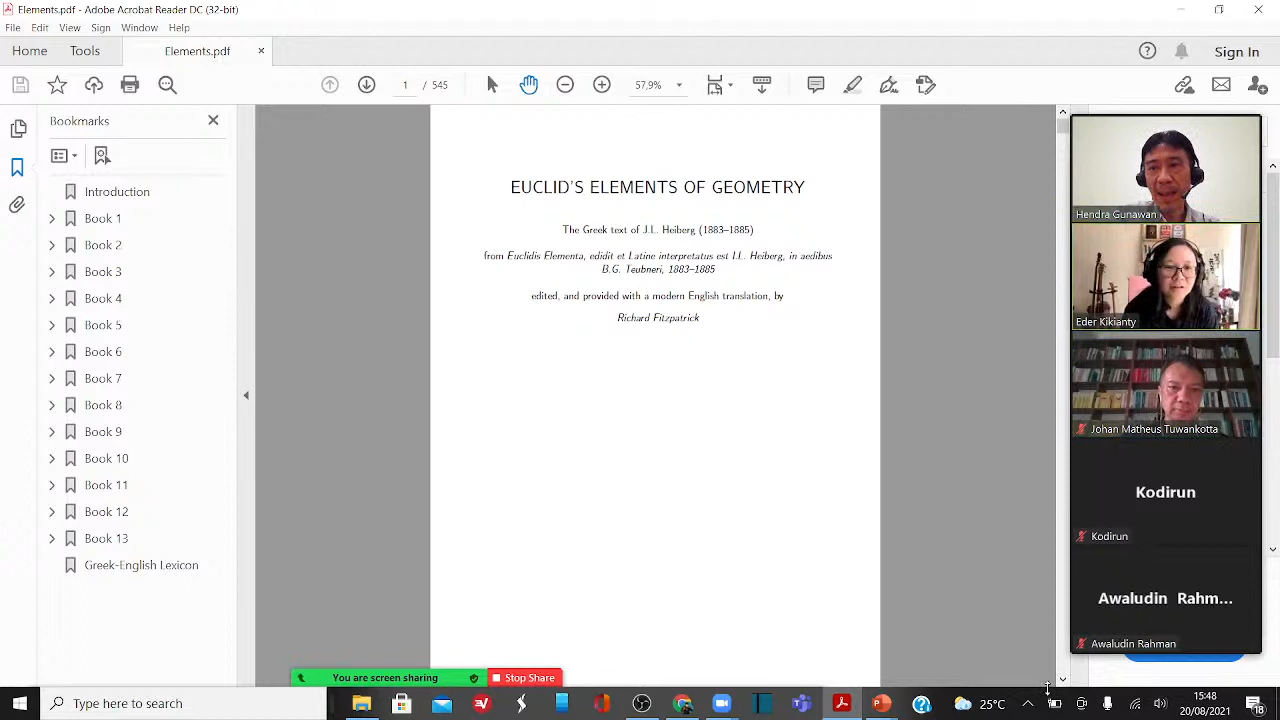 Elements.pdf - Adobe Acrobat Reader DC (32-bit)
File Edit View Sign Window Help
Home Tools Elements.pdf × Sign In
1 / 545 57,9%
Bookmarks
Introduction
Book 1
Book 2
Book 3
Book 4
Book 5
Book 6
Book 7
Book 8
Book 9
Book 10
Book 11
Book 12
Book 13
Greek-English Lexicon
EUCLID'S ELEMENTS OF GEOMETRY
The Greek text of J.L. Heiberg (1883–1885)
from Euclidis Elementa, edidit et Latine interpretatus est I.L. Heiberg, in aedibus
B.G. Teubneri, 1883–1885
edited, and provided with a modern English translation, by
Richard Fitzpatrick
Hendra Gunawan
Eder Kikianty
Johan Matheus Tuwankotta
Kodirun
Kodirun
Awaludin Rahm...
Awaludin Rahman
You are screen sharing Stop Share
Type here to search
25°C
15:48
20/08/2021